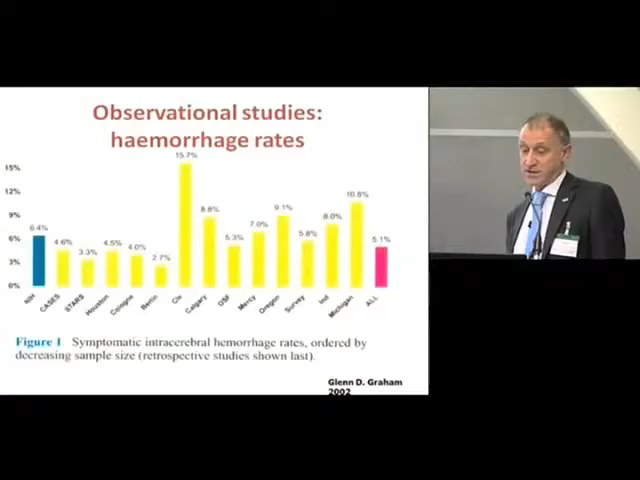 Observational studies:
haemorrhage rates
15.7%
15%
12%
10.8%
9%
8.8%
9.1%
8.0%
7.0%
6.4%
6%
4.6%
3.3%
4.5%
4.0%
2.7%
5.3%
5.8%
5.1%
3%
0%
NIH
CASES
STARS
Houston
Cologne
Berlin
Cle
Calgary
OSF
Mercy
Oregon
Survey
Ind
Michigan
ALL
Figure 1 Symptomatic intracerebral hemorrhage rates, ordered by
decreasing sample size (retrospective studies shown last).
Glenn D. Graham
2002